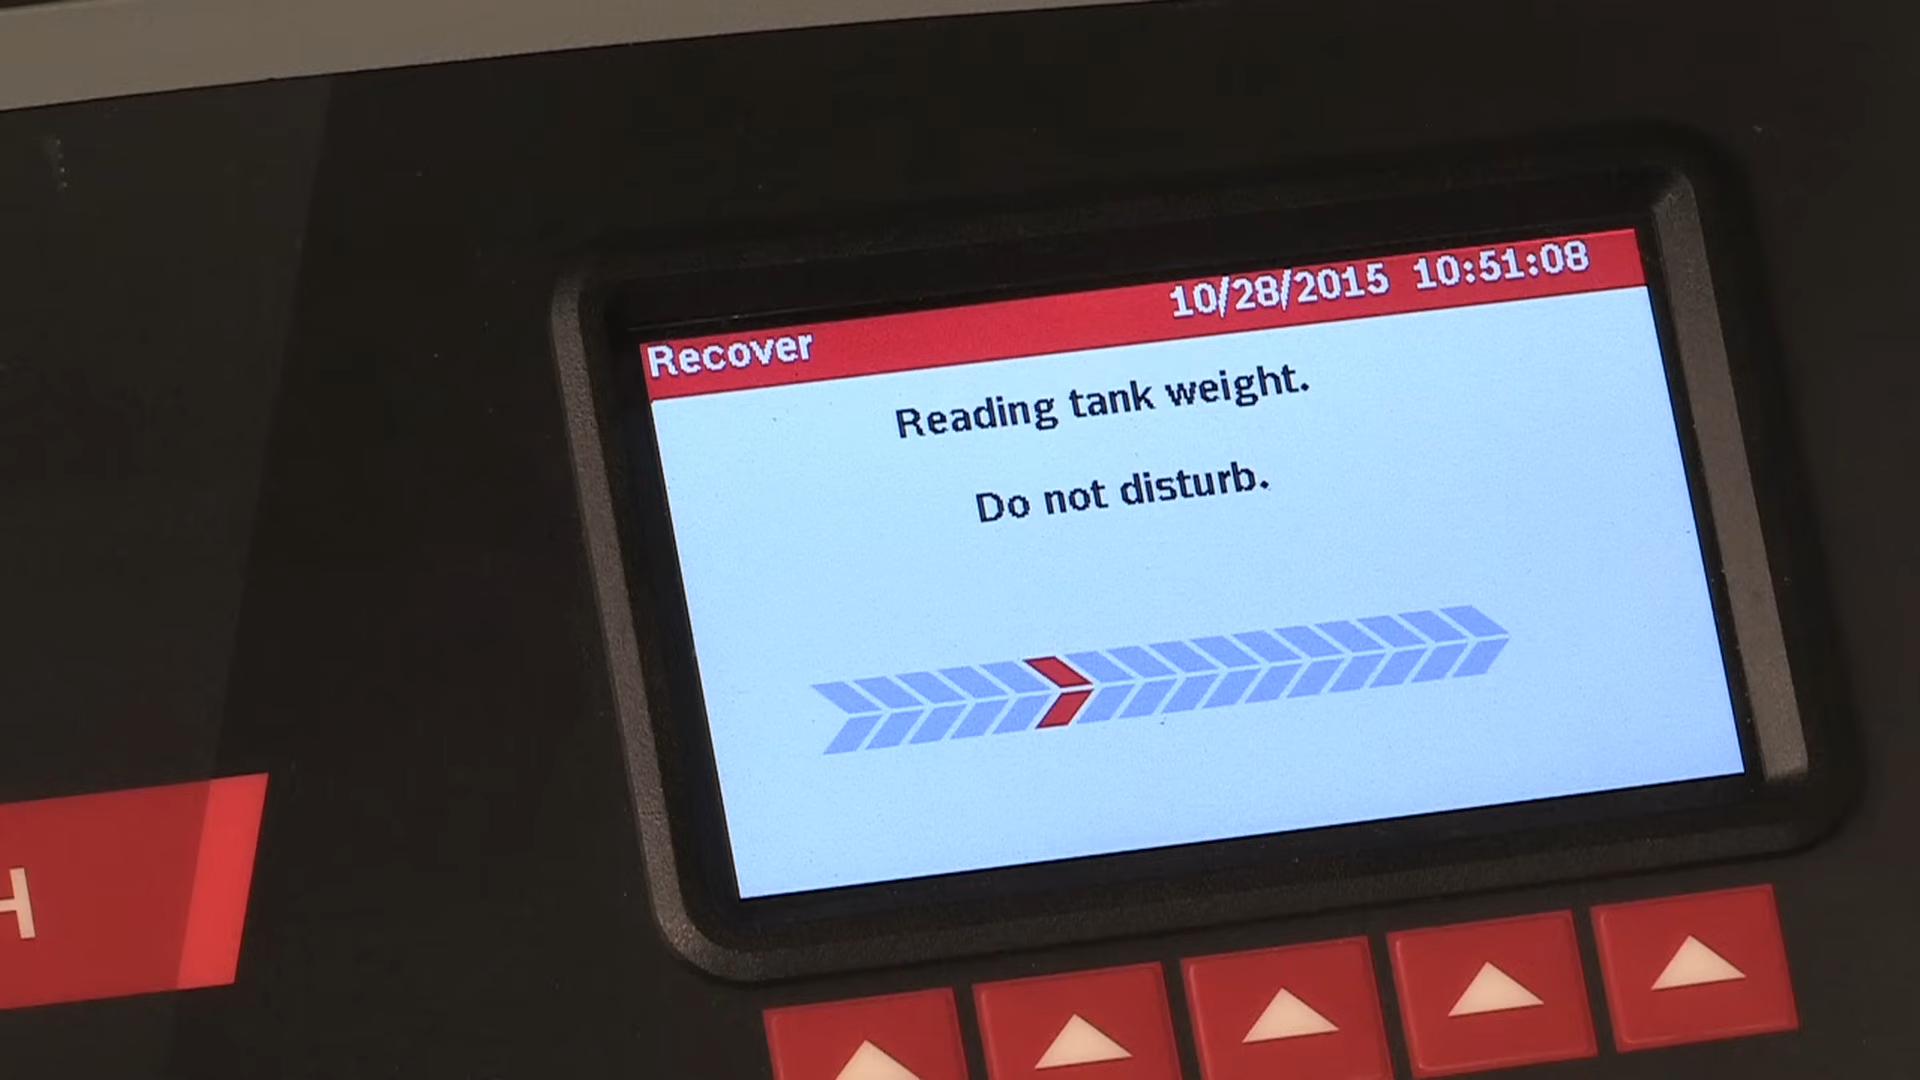 Recover 10/28/2015 10:51:08
Reading tank weight.
Do not disturb.
H